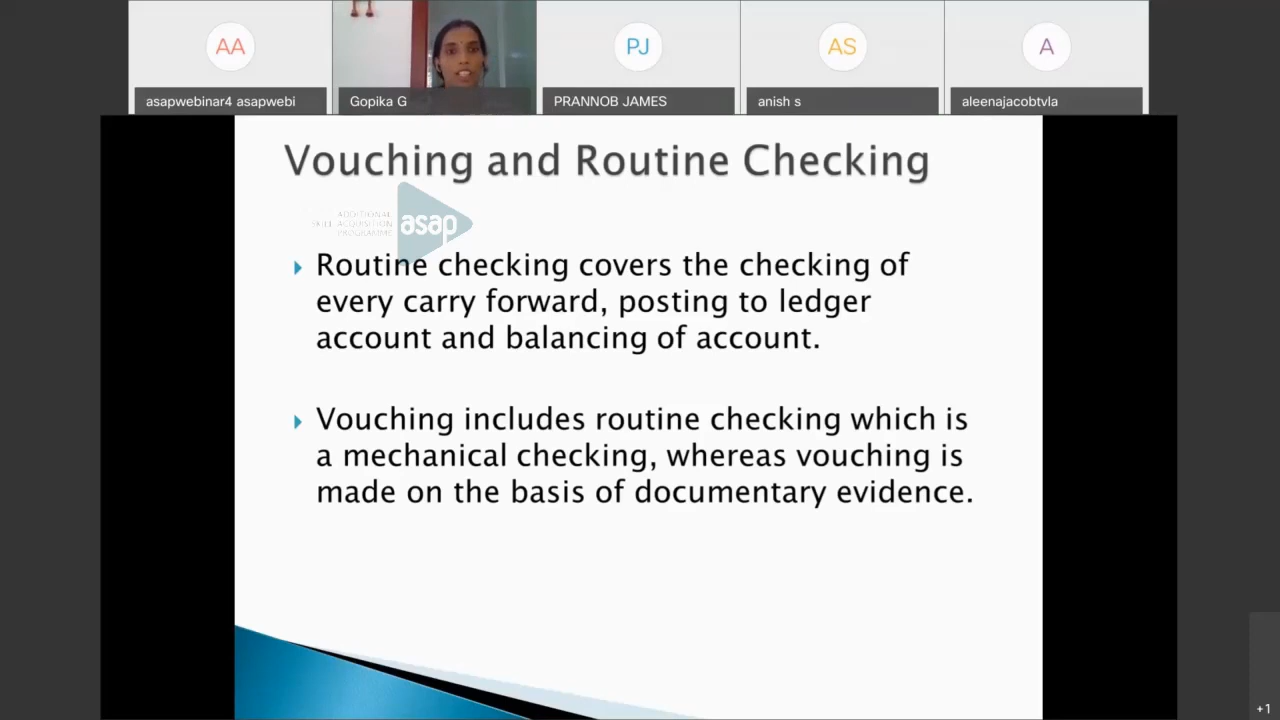 AA
PJ
AS
A
asapwebinar4 asapwebi
Gopika G
PRANNOB JAMES
anish s
aleenajacobtvla
Vouching and Routine Checking
ADDITIONAL
SKILL ACQUISITION
PROGRAMME
asap
Routine checking covers the checking of
every carry forward, posting to ledger
account and balancing of account.
Vouching includes routine checking which is
a mechanical checking, whereas vouching is
made on the basis of documentary evidence.
+1